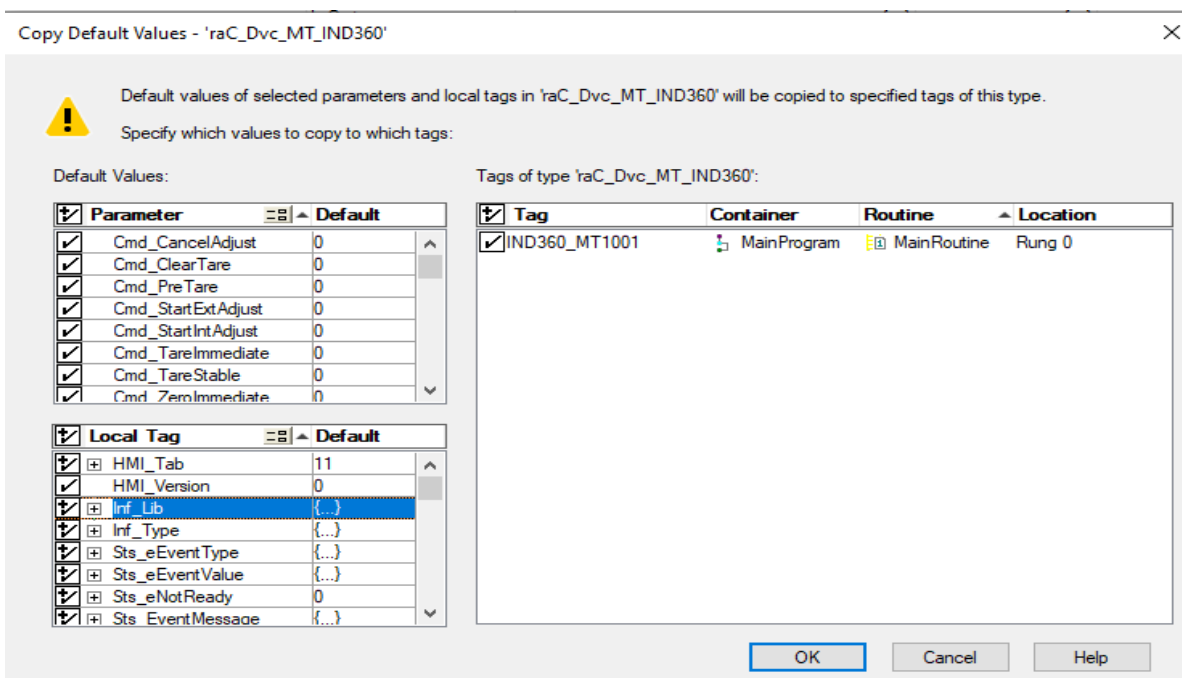 Copy Default Values - 'raC_Dvc_MT_IND360'
Default values of selected parameters and local tags in 'raC_Dvc_MT_IND360' will be copied to specified tags of this type.
Specify which values to copy to which tags:
Default Values:
Parameter Default
Cmd_CancelAdjust 0
Cmd_ClearTare 0
Cmd_PreTare 0
Cmd_StartExtAdjust 0
Cmd_StartIntAdjust 0
Cmd_TareImmediate 0
Cmd_TareStable 0
Cmd_ZeroImmediate 0
Local Tag Default
HMI_Tab 11
HMI_Version 0
Inf_Lib {...}
Inf_Type {...}
Sts_eEventType {...}
Sts_eEventValue {...}
Sts_eNotReady 0
Sts_EventMessage {...}
Tags of type 'raC_Dvc_MT_IND360':
Tag Container Routine Location
IND360_MT1001 MainProgram MainRoutine Rung 0
OK Cancel Help